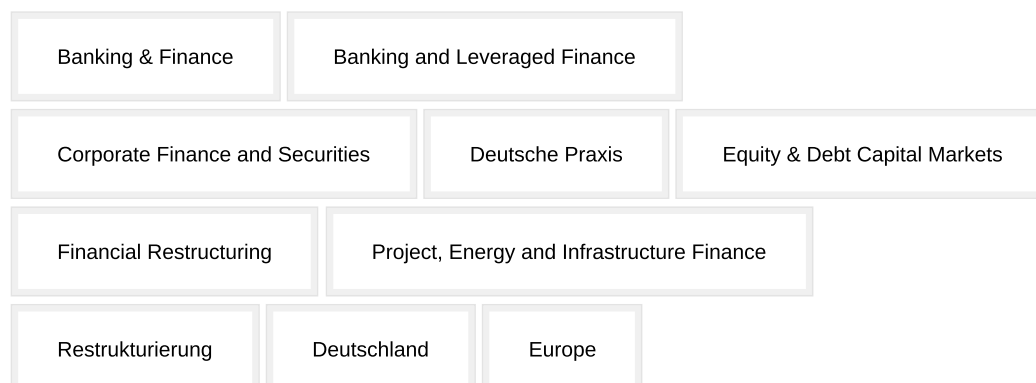 Banking & Finance
Banking and Leveraged Finance
Corporate Finance and Securities
Deutsche Praxis
Equity & Debt Capital Markets
Financial Restructuring
Project, Energy and Infrastructure Finance
Restrukturierung
Deutschland
Europe